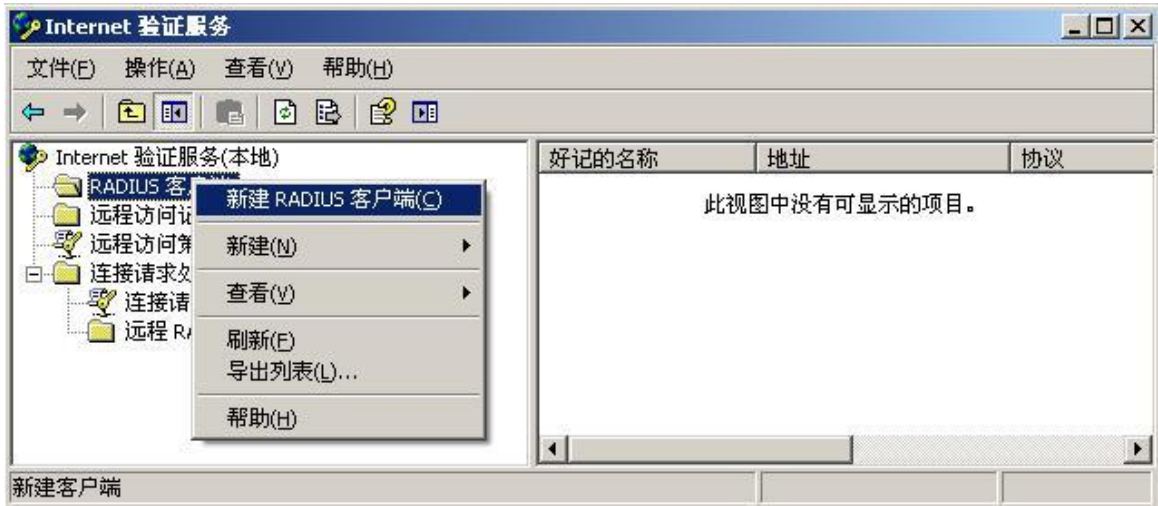 Internet 验证服务
文件(F) 操作(A) 查看(V) 帮助(H)
Internet 验证服务(本地)
RADIUS 客
远程访问记
远程访问策
连接请求处
连接请
远程 RA
新建 RADIUS 客户端(C)
新建(N)
查看(V)
刷新(F)
导出列表(L)...
帮助(H)
好记的名称 地址 协议
此视图中没有可显示的项目。
新建客户端